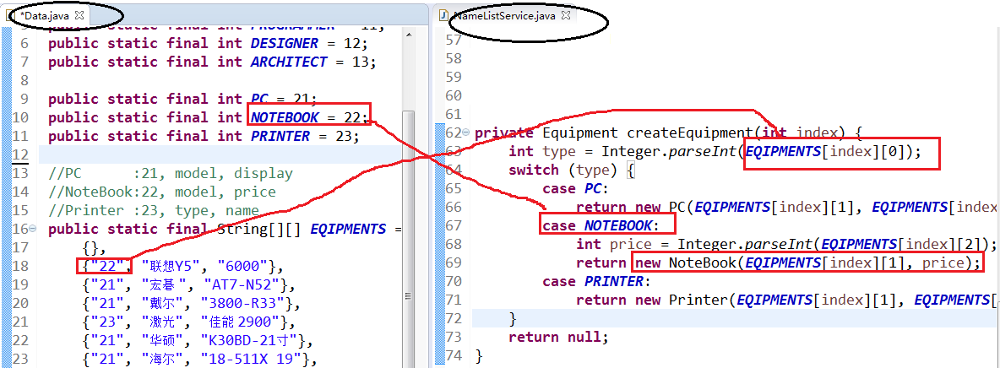 *Data.java
5 public static final int PROGRAMMER = 11;
6 public static final int DESIGNER = 12;
7 public static final int ARCHITECT = 13;
8
9 public static final int PC = 21;
10 public static final int NOTEBOOK = 22;
11 public static final int PRINTER = 23;
12
13 //PC :21, model, display
14 //NoteBook:22, model, price
15 //Printer :23, type, name
16 public static final String[][] EQIPMENTS =
17 {},
18 {"22", "联想Y5", "6000"},
19 {"21", "宏碁 ", "AT7-N52"},
20 {"21", "戴尔", "3800-R33"},
21 {"23", "激光", "佳能 2900"},
22 {"21", "华硕", "K30BD-21寸"},
23 {"21", "海尔", "18-511X 19"},
NameListService.java
57
58
59
60
61
62 private Equipment createEquipment(int index) {
63 int type = Integer.parseInt(EQIPMENTS[index][0]);
64 switch (type) {
65 case PC:
66 return new PC(EQIPMENTS[index][1], EQIPMENTS[inde
67 case NOTEBOOK:
68 int price = Integer.parseInt(EQIPMENTS[index][2]);
69 return new NoteBook(EQIPMENTS[index][1], price);
70 case PRINTER:
71 return new Printer(EQIPMENTS[index][1], EQIPMENTS[
72 }
73 return null;
74 }